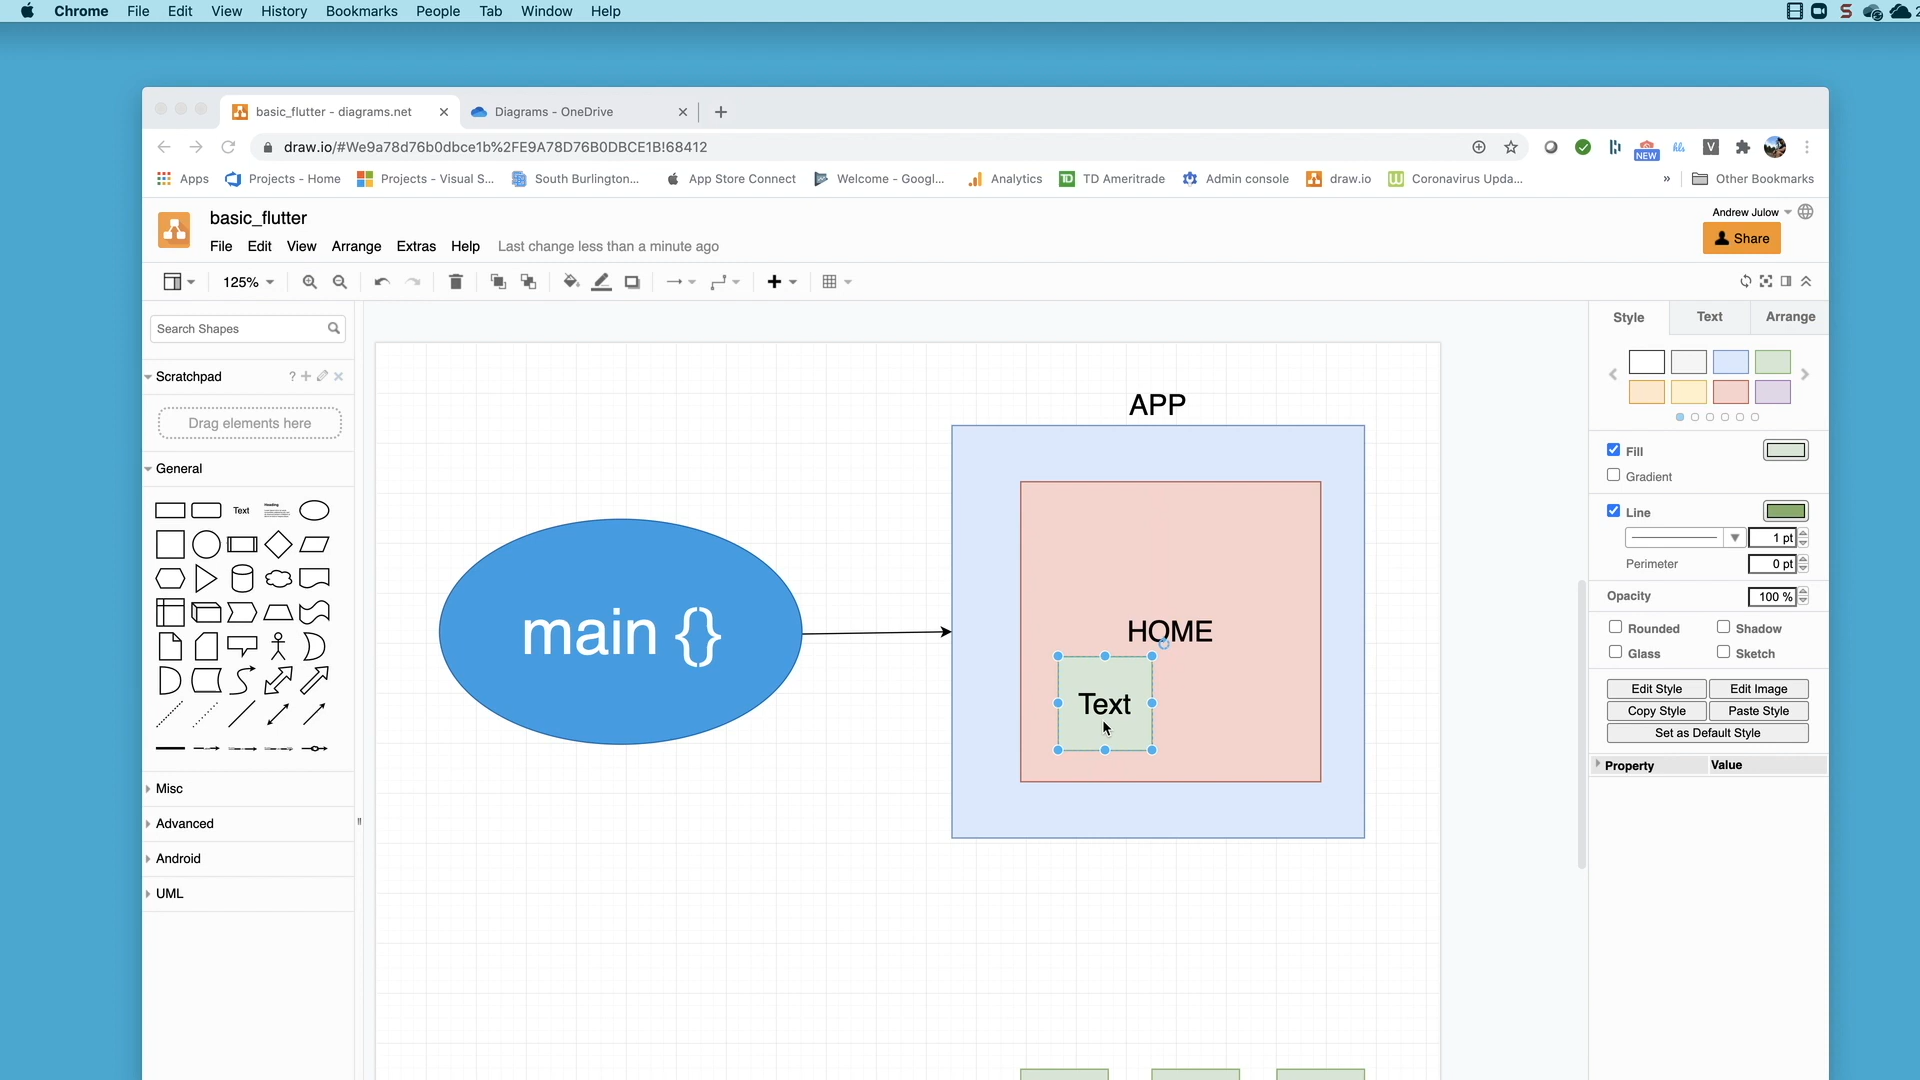 Chrome File Edit View History Bookmarks People Tab Window Help
basic_flutter - diagrams.net
Diagrams - OneDrive
draw.io/#We9a78d76b0dbce1b%2FE9A78D76B0DBCE1B!68412
NEW
hls
V
Apps Projects - Home Projects - Visual S... South Burlington... App Store Connect Welcome - Googl... Analytics TD Ameritrade Admin console draw.io Coronavirus Upda... » Other Bookmarks
basic_flutter
Andrew Julow
File Edit View Arrange Extras Help Last change less than a minute ago
Share
125%
Search Shapes
Scratchpad
?
Drag elements here
General
Text
Heading
Misc
Advanced
Android
UML
APP
main {}
HOME
Text
Style Text Arrange
Fill
Gradient
Line
1 pt
Perimeter 0 pt
Opacity 100 %
Rounded Shadow
Glass Sketch
Edit Style Edit Image
Copy Style Paste Style
Set as Default Style
Property Value